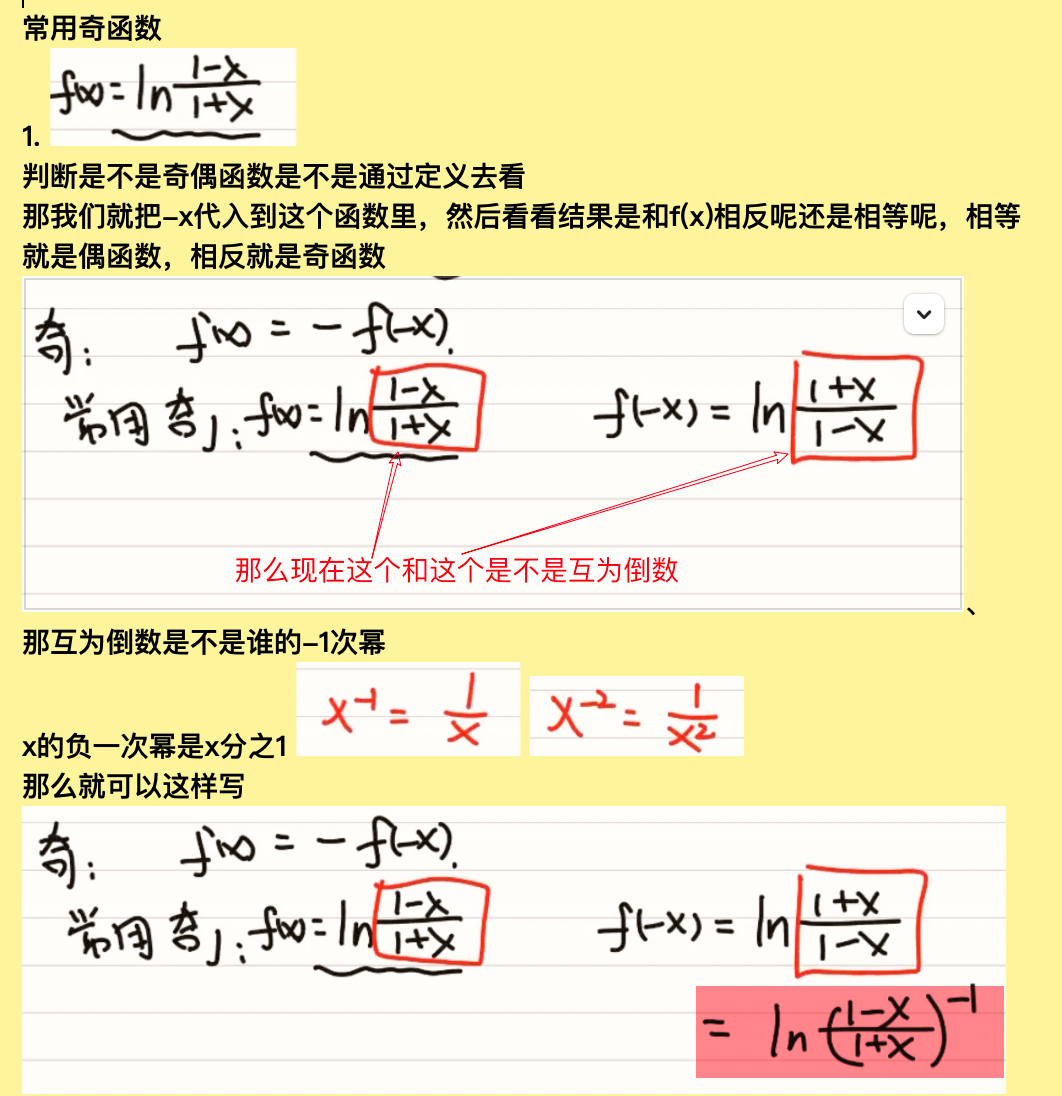 常用奇函数
1. f(x)=ln\frac{1-x}{1+x}
判断是不是奇偶函数是不是通过定义去看
那我们就把-x代入到这个函数里，然后看看结果是和f(x)相反呢还是相等呢，相等
就是偶函数，相反就是奇函数
奇: f(x) = -f(-x).
常用奇: f(x)=ln\frac{1-x}{1+x} f(-x) = ln\frac{1+x}{1-x}
那么现在这个和这个是不是互为倒数
、
那互为倒数是不是谁的-1次幂
x的负一次幂是x分之1 x^{-1} = \frac{1}{x} x^{-2} = \frac{1}{x^2}
那么就可以这样写
奇: f(x) = -f(-x).
常用奇: f(x)=ln\frac{1-x}{1+x} f(-x) = ln\frac{1+x}{1-x}
= ln(\frac{1-x}{1+x})^{-1}